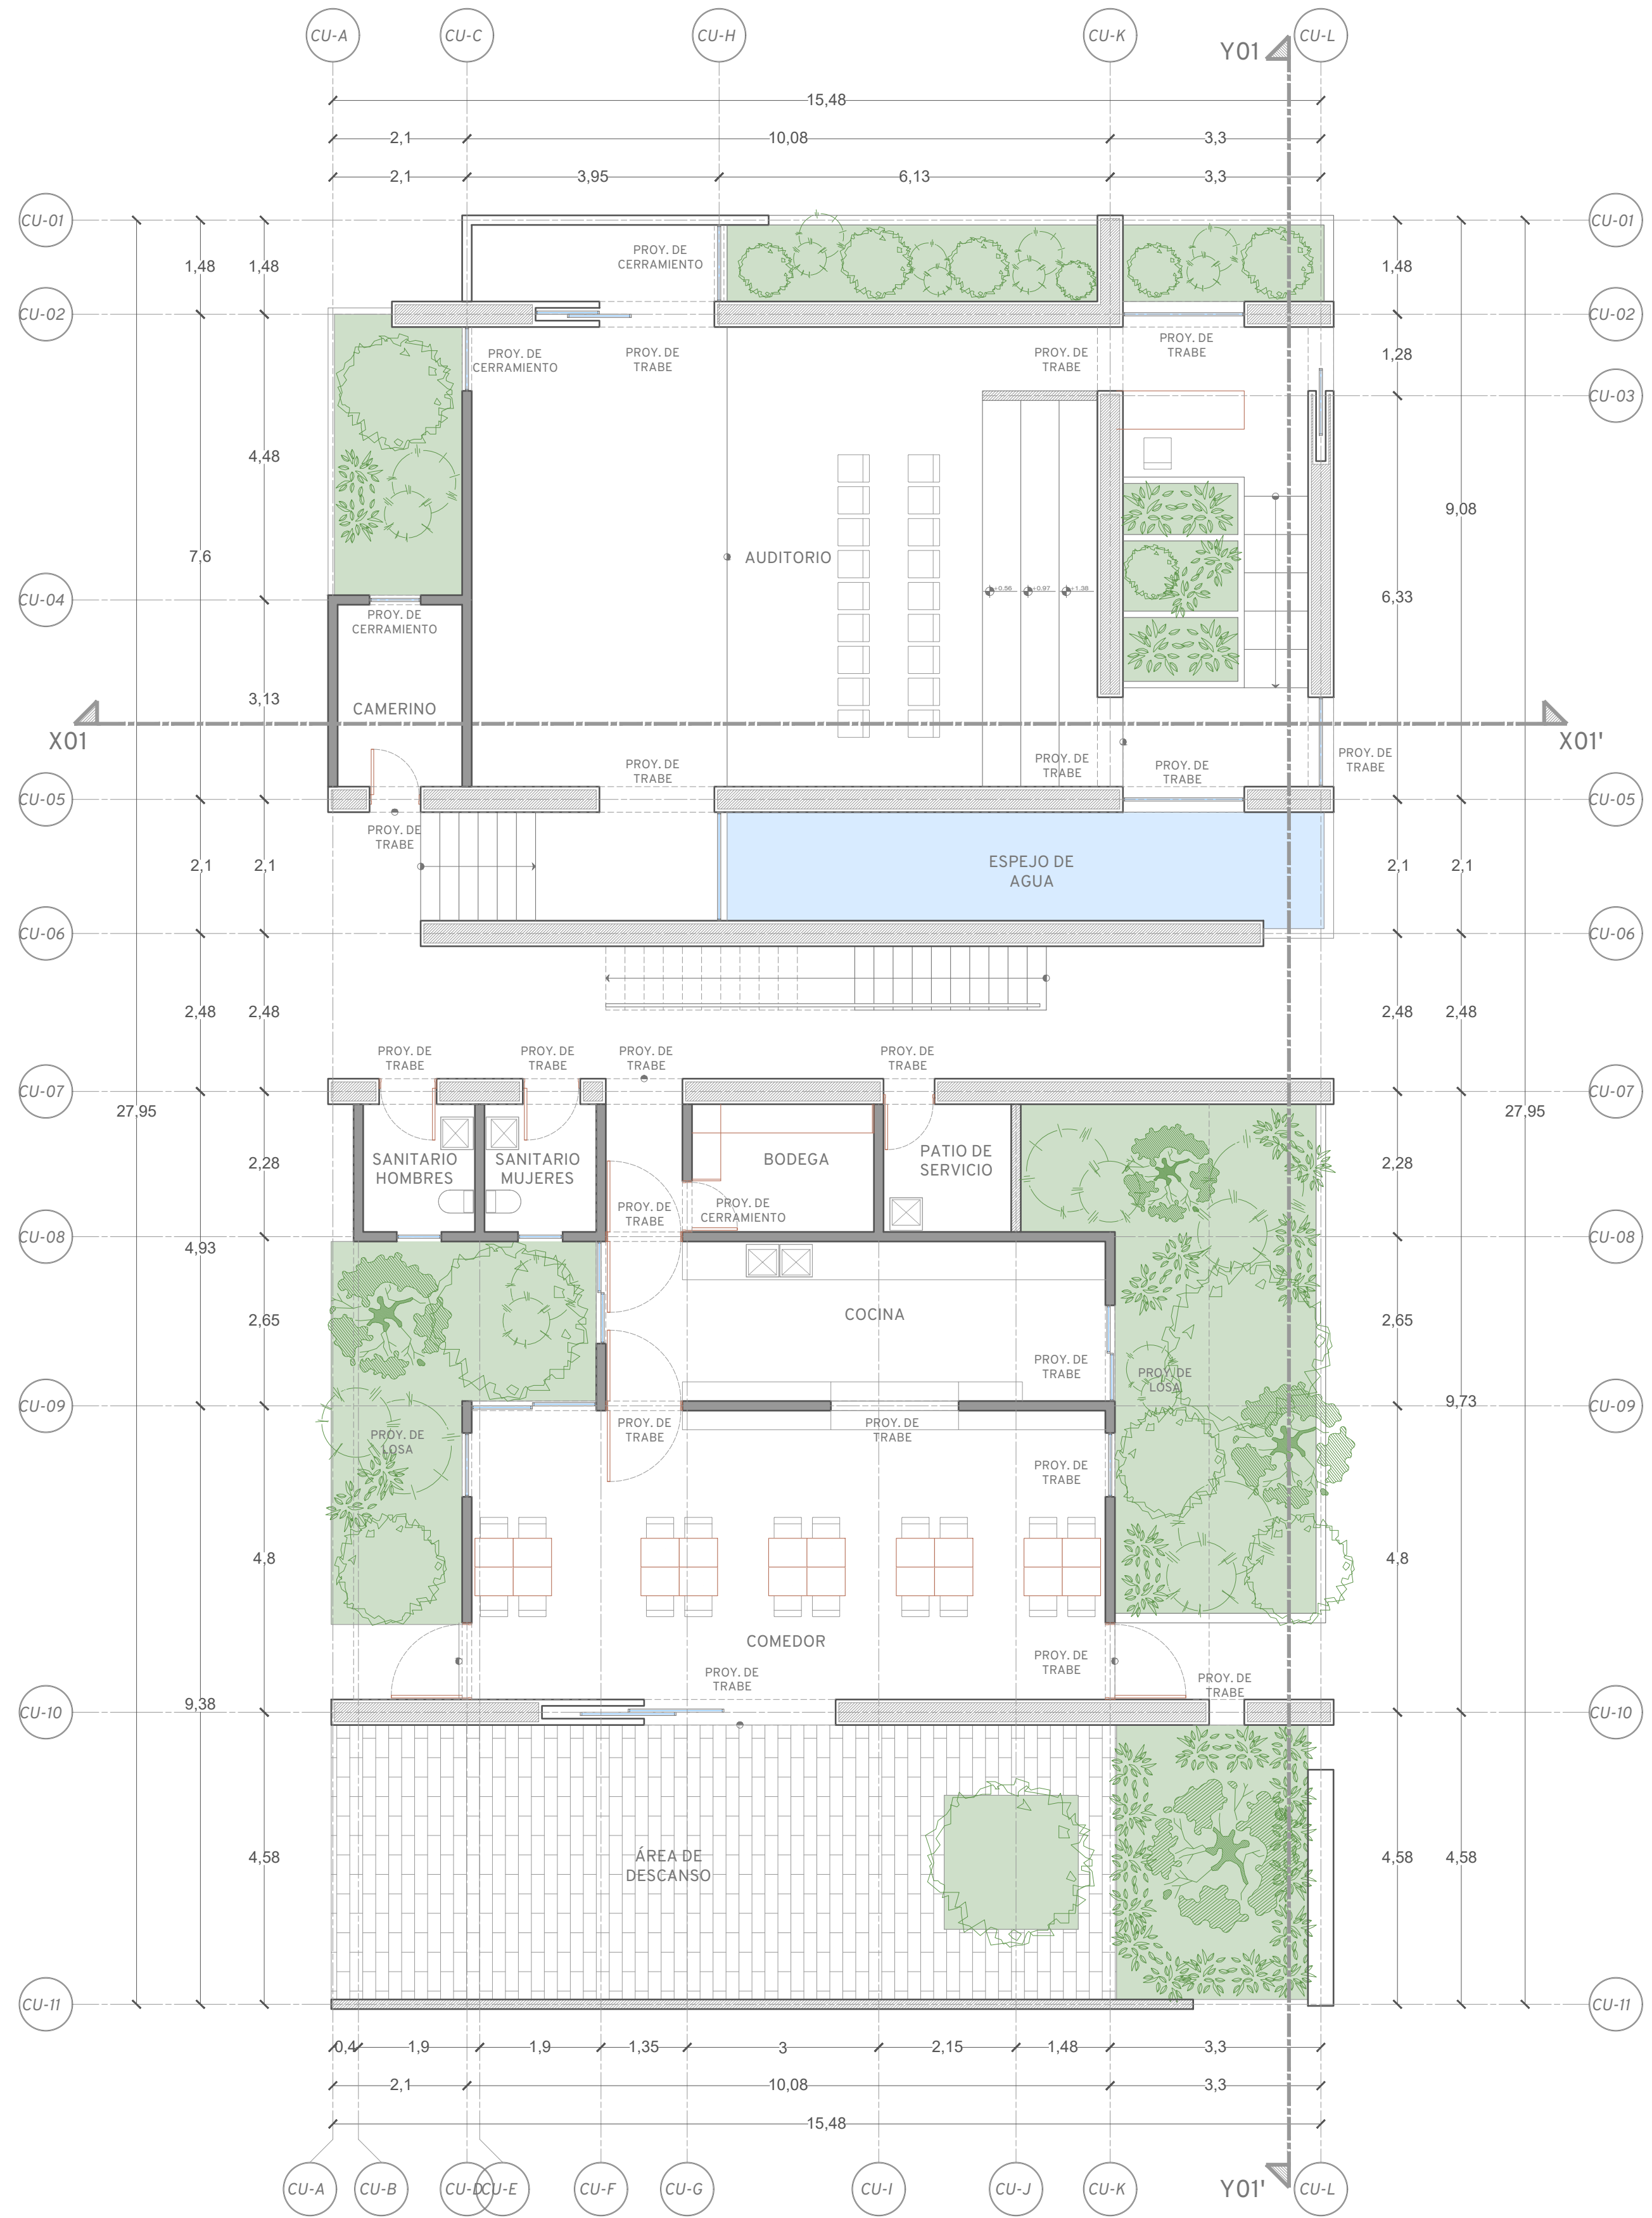 CU-A
CU-C
CU-H
CU-K
Y01
CU-L
15,48
2,1
10,08
3,3
2,1
3,95
6,13
3,3
CU-01
CU-01
PROY. DE
CERRAMIENTO
1,48
1,48
1,48
CU-02
CU-02
PROY. DE
CERRAMIENTO
PROY. DE
TRABE
PROY. DE
TRABE
PROY. DE
TRABE
1,28
CU-03
4,48
9,08
7,6
AUDITORIO
+0.56
+0.97
+1.38
6,33
CU-04
CU-04
PROY. DE
CERRAMIENTO
3,13
CAMERINO
X01
X01'
PROY. DE
TRABE
PROY. DE
TRABE
PROY. DE
TRABE
PROY. DE
TRABE
CU-05
CU-05
PROY. DE
TRABE
2,1
2,1
ESPEJO DE
AGUA
2,1
2,1
CU-06
CU-06
2,48
2,48
2,48
2,48
PROY. DE
TRABE
PROY. DE
TRABE
PROY. DE
TRABE
PROY. DE
TRABE
CU-07
CU-07
27,95
27,95
2,28
SANITARIO
HOMBRES
SANITARIO
MUJERES
BODEGA
PATIO DE
SERVICIO
2,28
PROY. DE
TRABE
PROY. DE
CERRAMIENTO
CU-08
CU-08
4,93
2,65
COCINA
2,65
PROY. DE
TRABE
PROY. DE
LOSA
CU-09
CU-09
9,73
PROY. DE
LOSA
PROY. DE
TRABE
PROY. DE
TRABE
PROY. DE
TRABE
4,8
4,8
COMEDOR
PROY. DE
TRABE
PROY. DE
TRABE
PROY. DE
TRABE
9,38
CU-10
CU-10
4,58
ÁREA DE
DESCANSO
4,58
4,58
CU-11
CU-11
0,4
1,9
1,9
1,35
3
2,15
1,48
3,3
2,1
10,08
3,3
15,48
CU-A
CU-B
CU-D
CU-E
CU-F
CU-G
CU-I
CU-J
CU-K
Y01'
CU-L